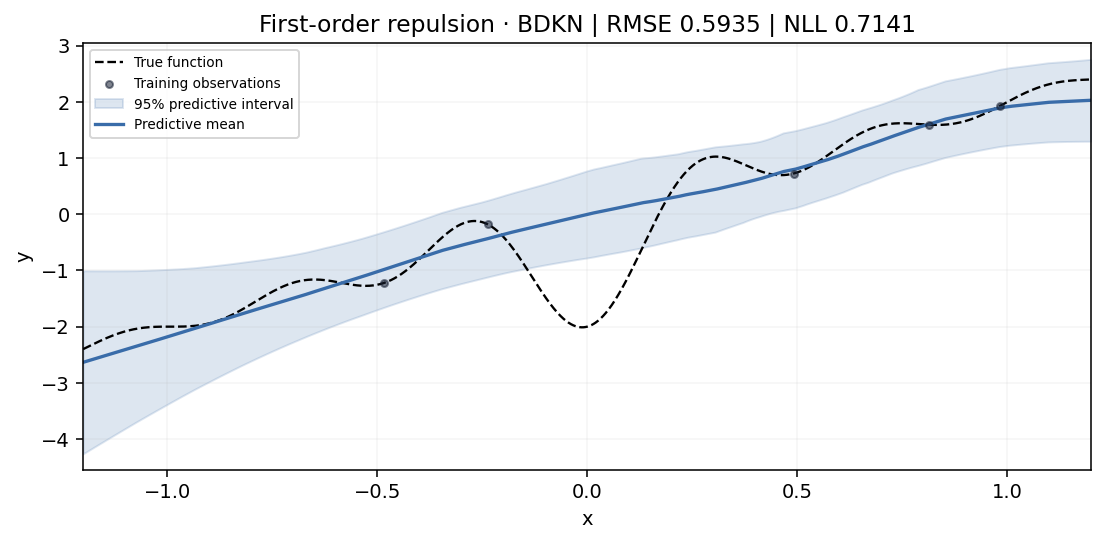 First-order repulsion · BDKN | RMSE 0.5935 | NLL 0.7141
True function
Training observations
95% predictive interval
Predictive mean
y
3
2
1
0
−1
−2
−3
−4
−1.0
−0.5
0.0
0.5
1.0
x